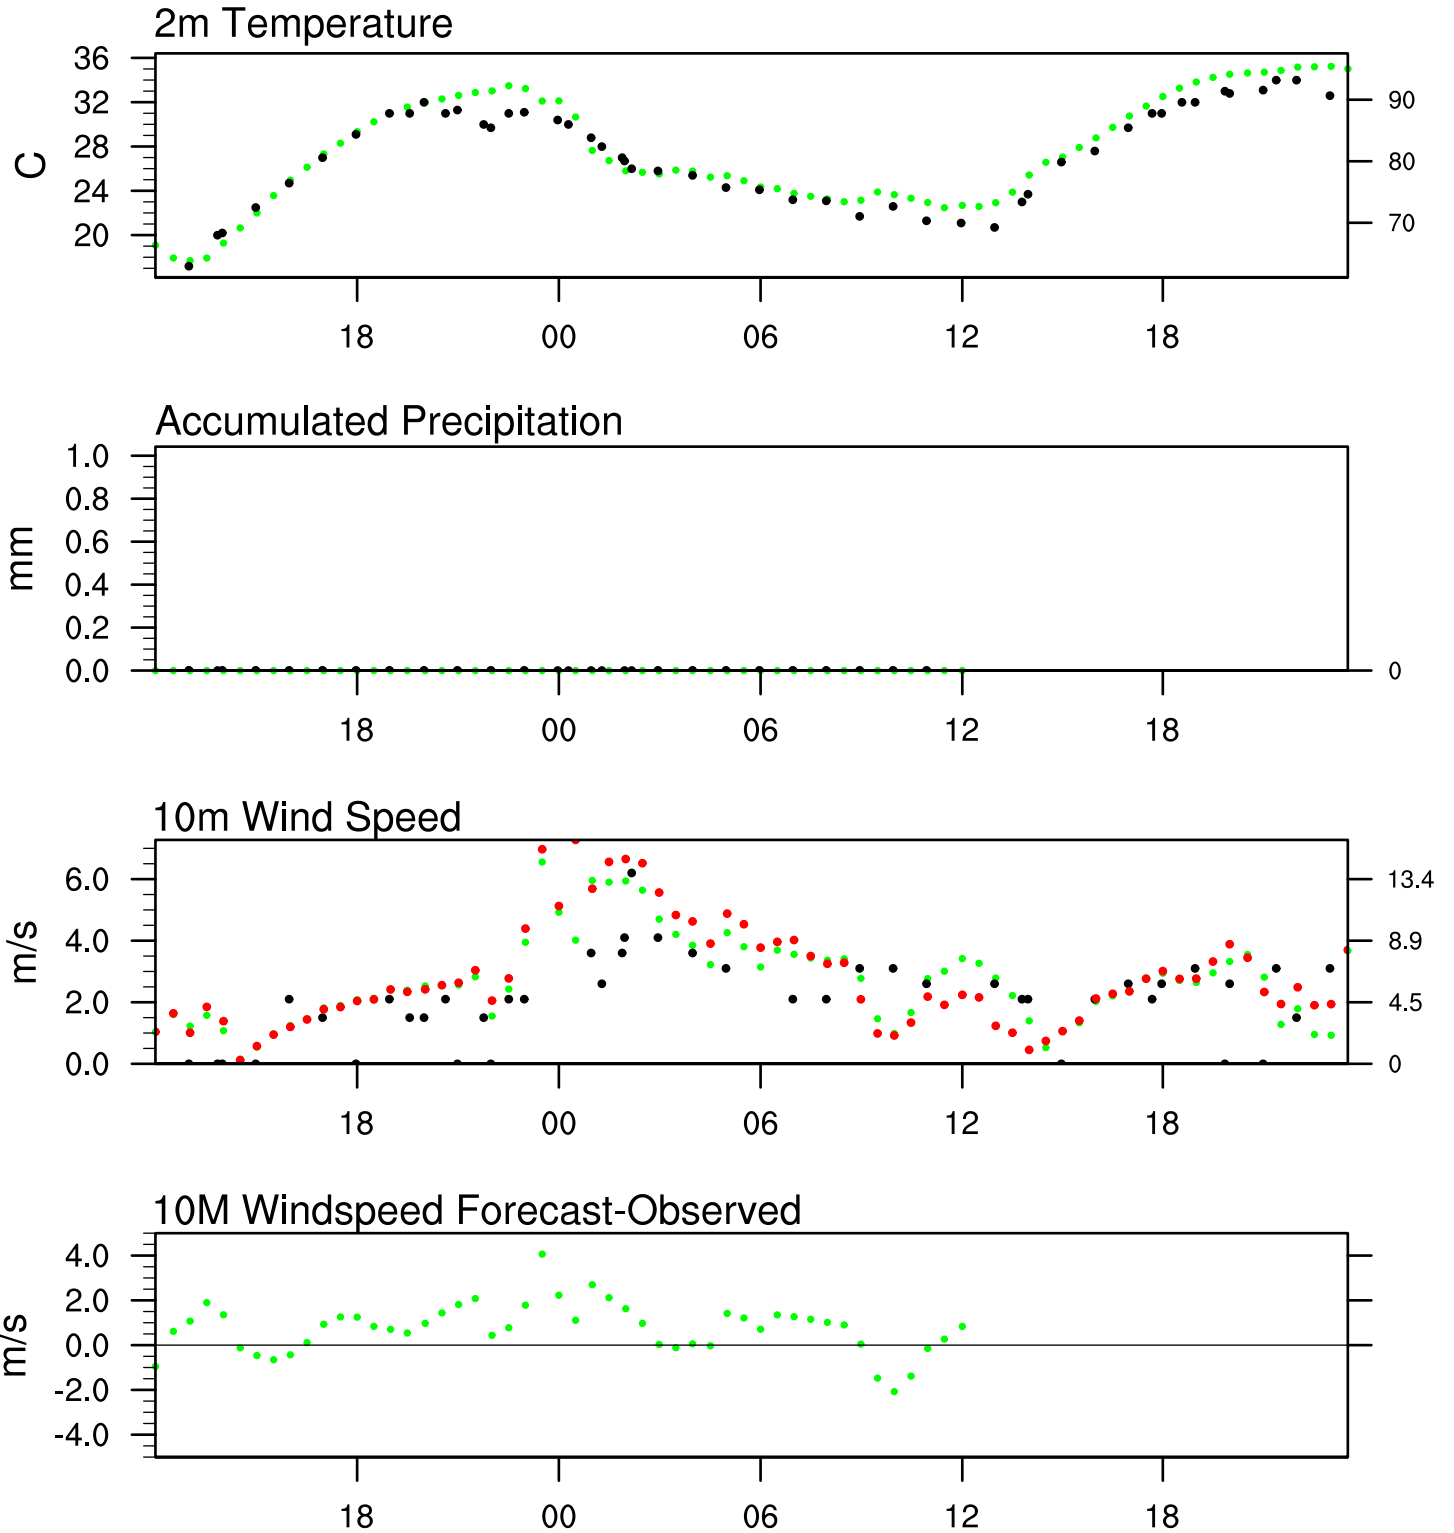 2m Temperature
36
32
28
24
20
C
90
80
70
18 00 06 12 18
Accumulated Precipitation
1.0
0.8
0.6
0.4
0.2
0.0
mm
0
18 00 06 12 18
10m Wind Speed
6.0
4.0
2.0
0.0
m/s
13.4
8.9
4.5
0
18 00 06 12 18
10M Windspeed Forecast-Observed
4.0
2.0
0.0
-2.0
-4.0
m/s
18 00 06 12 18